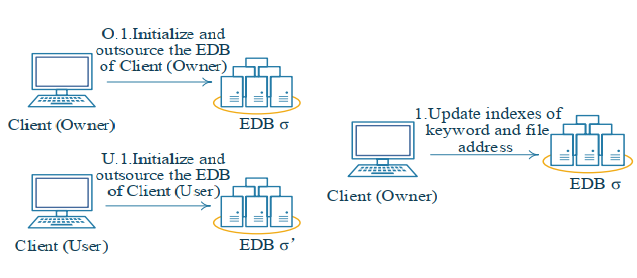 O.1.Initialize and
outsource the EDB
of Client (Owner)
Client (Owner)
EDB σ
U.1.Initialize and
outsource the EDB
of Client (User)
Client (User)
EDB σ’
1.Update indexes of
keyword and file
address
Client (Owner)
EDB σ